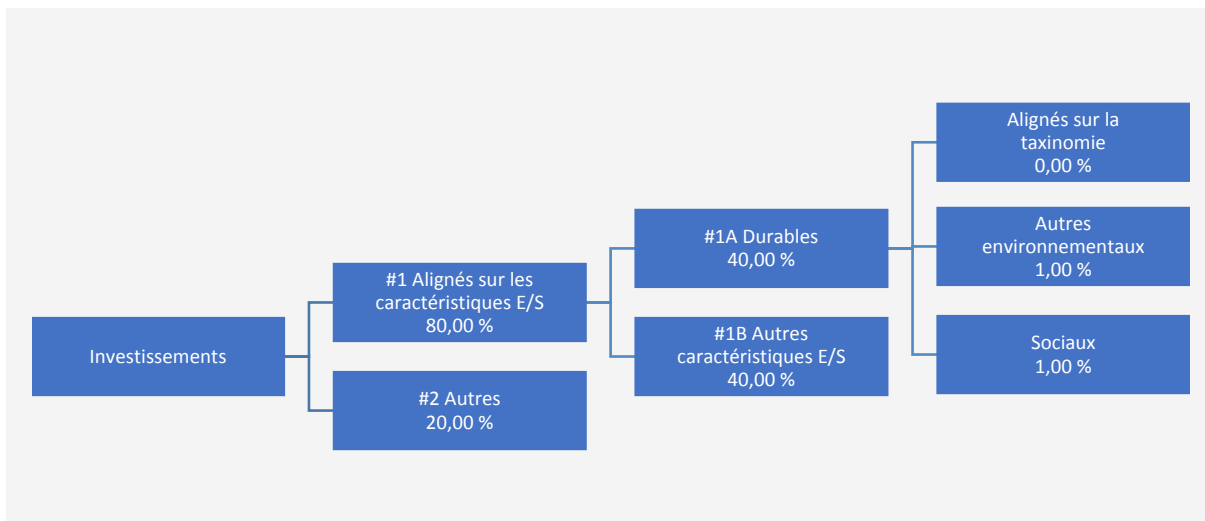 Investissements
#1 Alignés sur les
caractéristiques E/S
80,00 %
#2 Autres
20,00 %
#1A Durables
40,00 %
#1B Autres
caractéristiques E/S
40,00 %
Alignés sur la
taxinomie
0,00 %
Autres
environnementaux
1,00 %
Sociaux
1,00 %